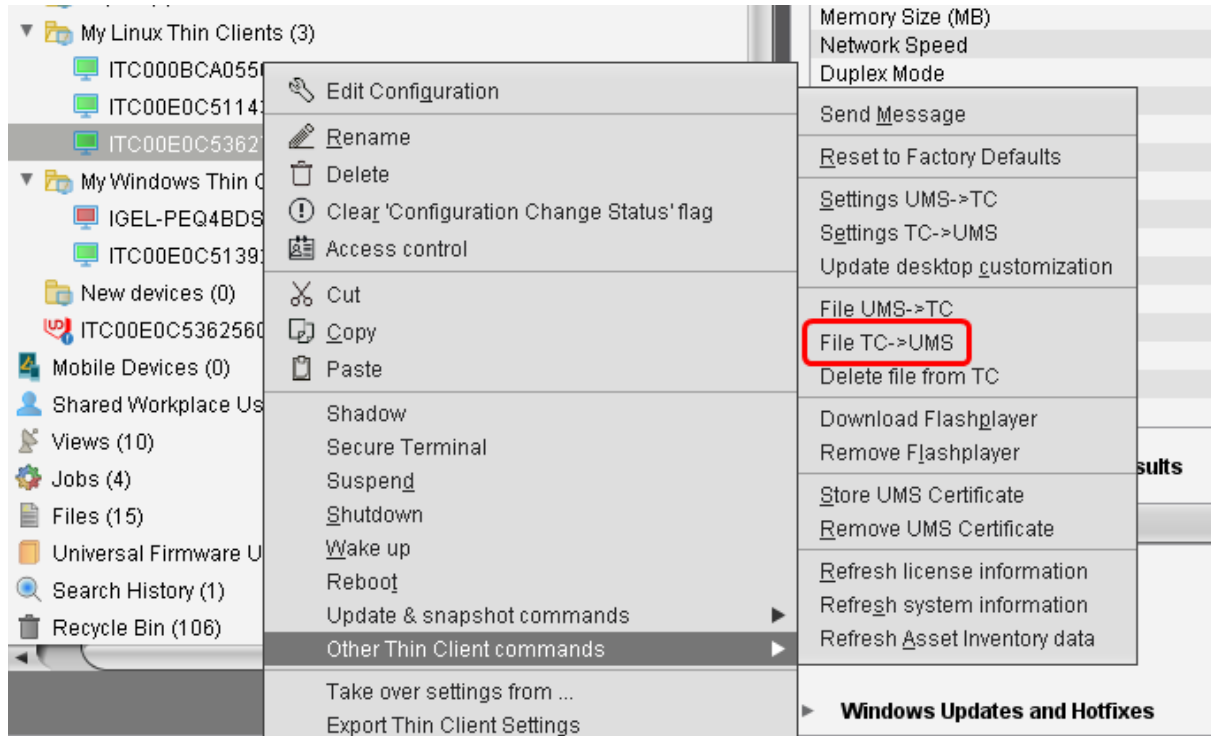 My Linux Thin Clients (3)
ITC000BCA055
ITC00E0C5114
ITC00E0C5362
My Windows Thin
IGEL-PEQ4BDS
ITC00E0C5139
New devices (0)
ITC00E0C5362560
Mobile Devices (0)
Shared Workplace Us
Views (10)
Jobs (4)
Files (15)
Universal Firmware U
Search History (1)
Recycle Bin (106)
Edit Configuration
Rename
Delete
Clear 'Configuration Change Status' flag
Access control
Cut
Copy
Paste
Shadow
Secure Terminal
Suspend
Shutdown
Wake up
Reboot
Update & snapshot commands
Other Thin Client commands
Take over settings from ...
Export Thin Client Settings
Memory Size (MB)
Network Speed
Duplex Mode
Send Message
Reset to Factory Defaults
Settings UMS->TC
Settings TC->UMS
Update desktop customization
File UMS->TC
File TC->UMS
Delete file from TC
Download Flashplayer
Remove Flashplayer
Store UMS Certificate
Remove UMS Certificate
Refresh license information
Refresh system information
Refresh Asset Inventory data
sults
Windows Updates and Hotfixes